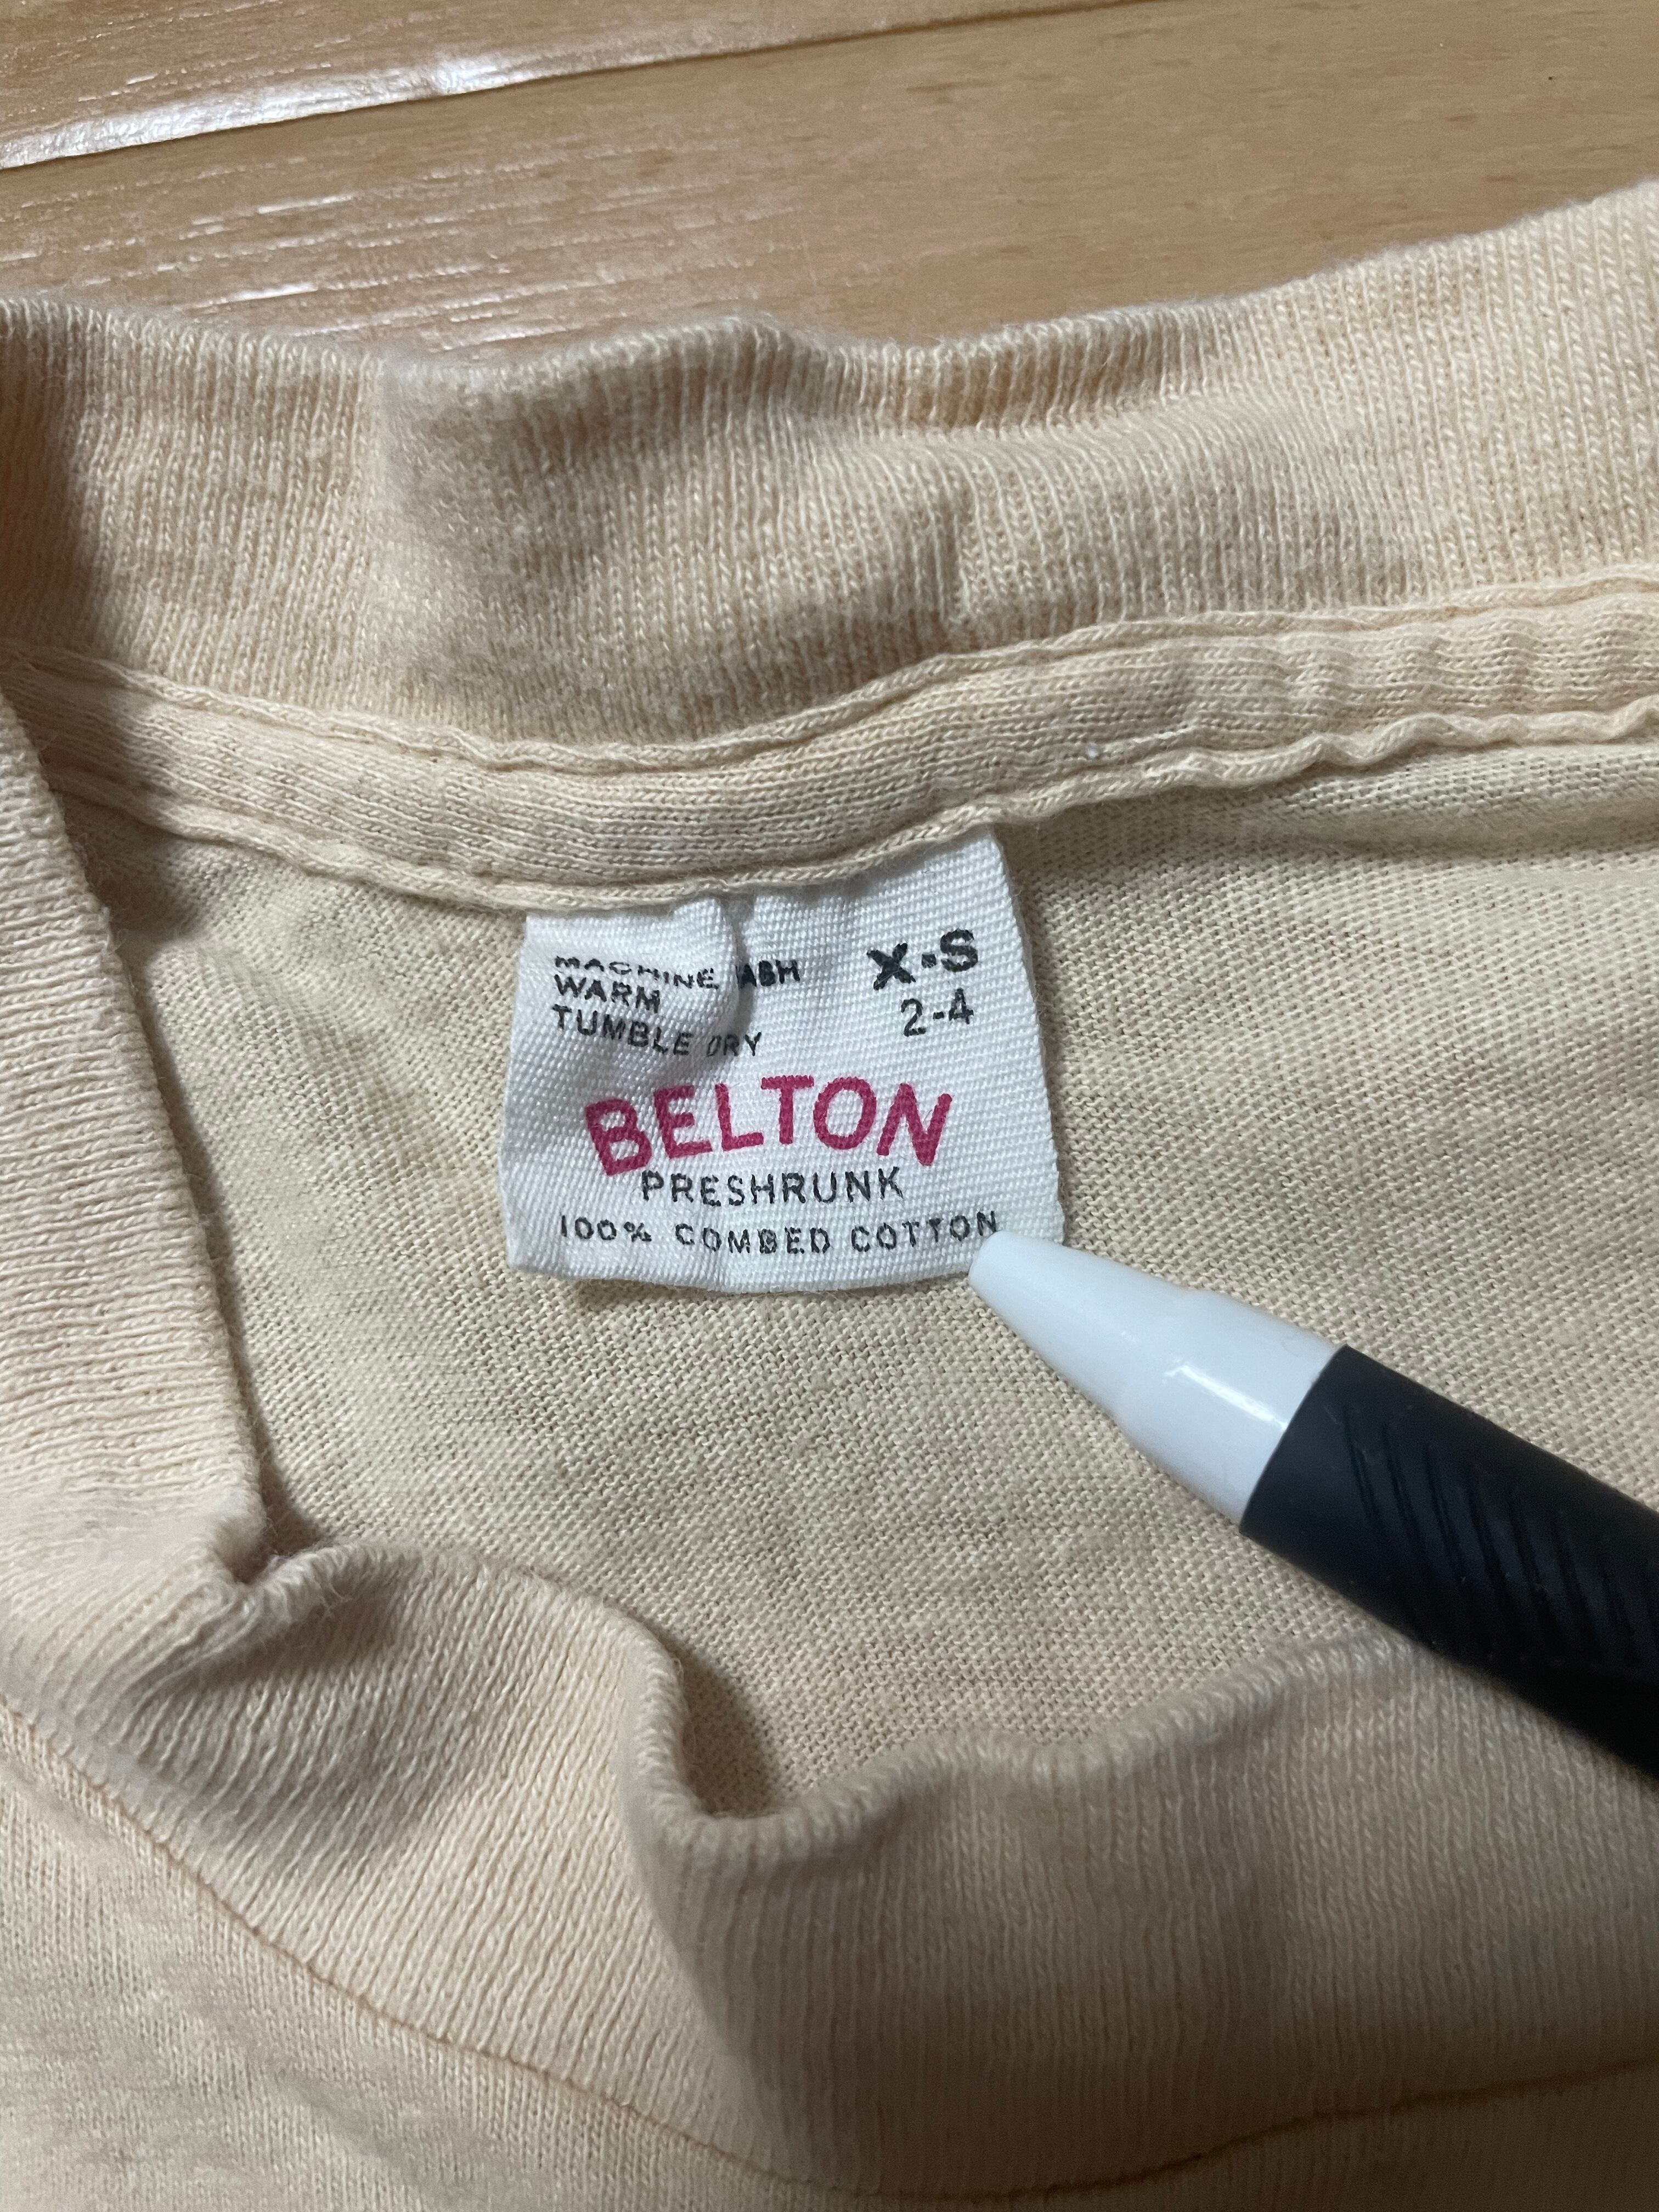 MACHINE WASH
WARM
TUMBLE DRY
X-S
2-4
BELTON
PRESHRUNK
100% COMBED COTTON